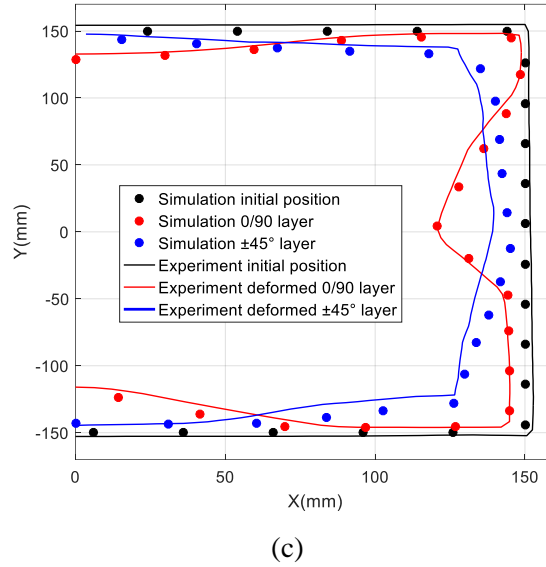 150
100
50
0
-50
-100
-150
Y(mm)
Simulation initial position
Simulation 0/90 layer
Simulation ±45° layer
Experiment initial position
Experiment deformed 0/90 layer
Experiment deformed ±45° layer
0 50 100 150
X(mm)
(c)